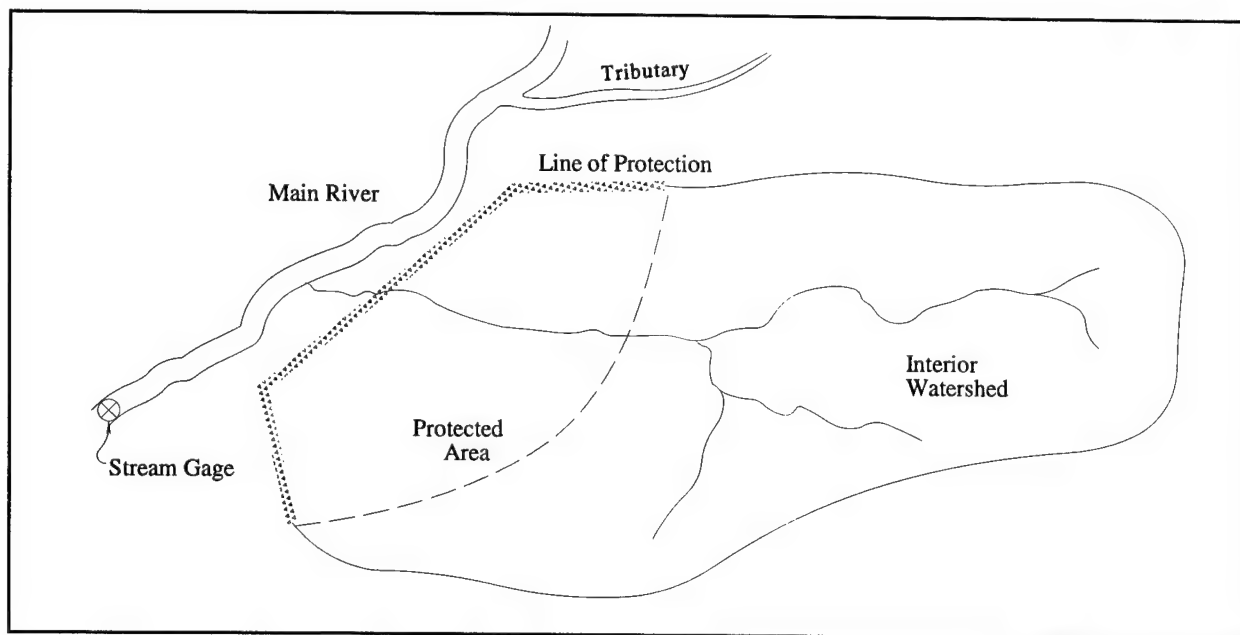 Tributary
Line of Protection
Main River
Interior
Watershed
Protected
Area
Stream Gage